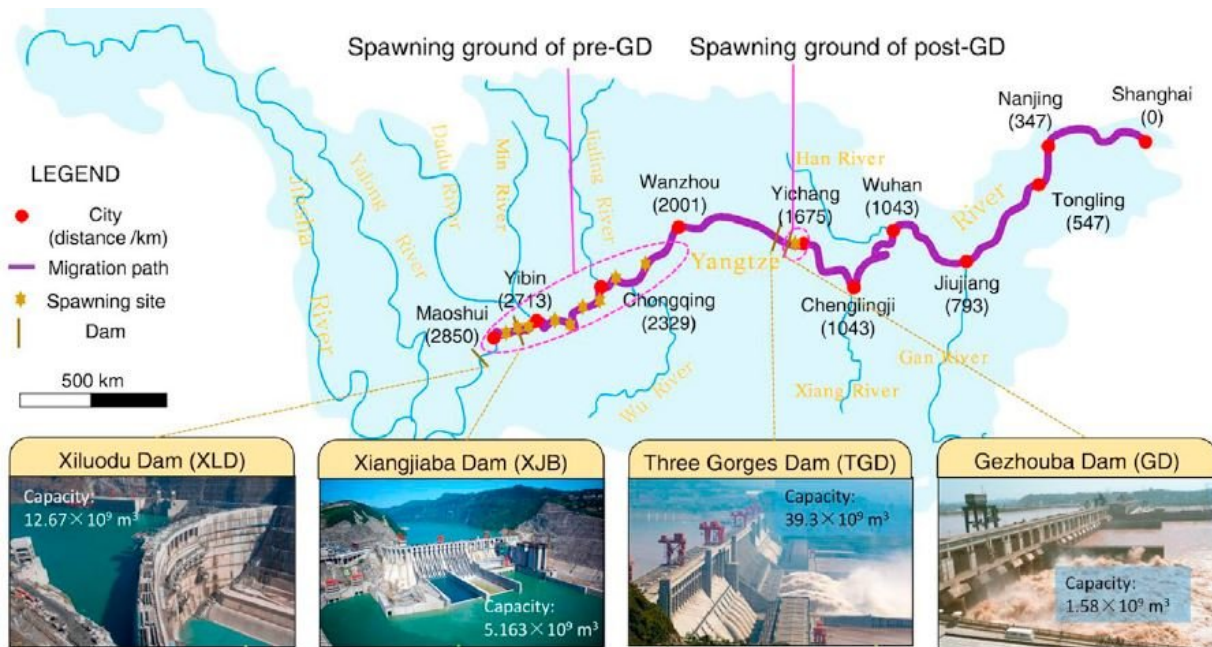 Spawning ground of pre-GD
Spawning ground of post-GD
Nanjing
(347)
Shanghai
(0)
LEGEND
City
(distance /km)
Migration path
Spawning site
Dam
500 km
Jinsha
River
Yalong
River
Dadu
River
Min River
Jialing River
Wanzhou
(2001)
Yichang
(1675)
Han River
Wuhan
(1043)
River
Tongling
(547)
Yangtze
Maoshui
(2850)
Yibin
(2713)
Chongqing
(2329)
Chenglingji
(1043)
Jiujiang
(793)
Wu River
Xiang River
Gan River
Xiluodu Dam (XLD)
Capacity:
12.67×10⁹ m³
Xiangjiaba Dam (XJB)
Capacity:
5.163×10⁹ m³
Three Gorges Dam (TGD)
Capacity:
39.3×10⁹ m³
Gezhouba Dam (GD)
Capacity:
1.58×10⁹ m³